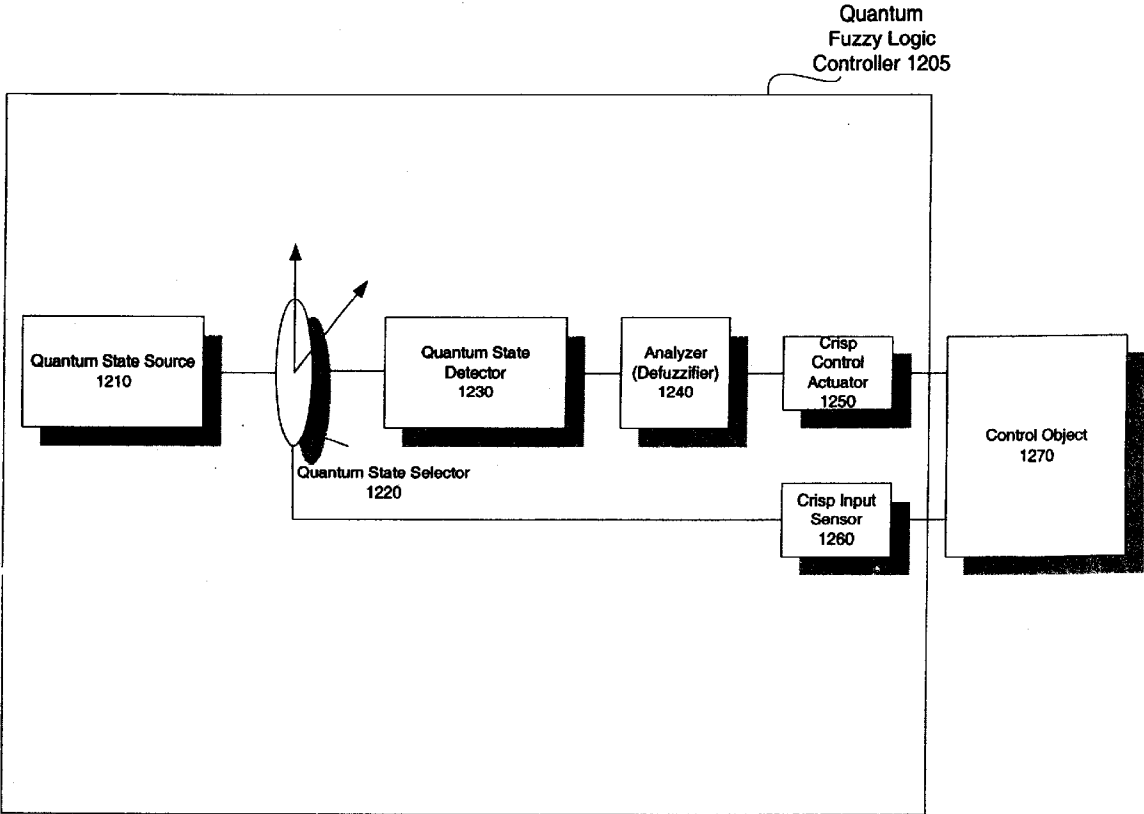 Quantum
Fuzzy Logic
Controller 1205
Quantum State Source
1210
Quantum State
Detector
1230
Analyzer
(Defuzzifier)
1240
Crisp
Control
Actuator
1250
Control Object
1270
Quantum State Selector
1220
Crisp Input
Sensor
1260